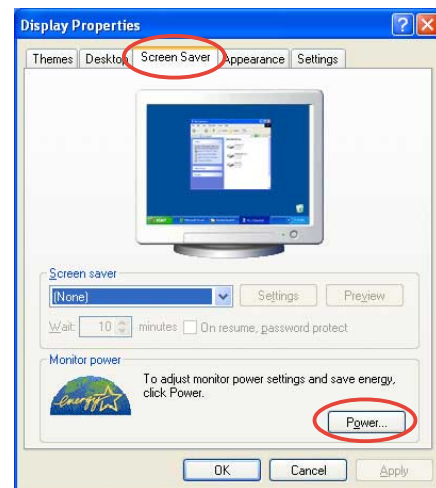 Display Properties
Themes Desktop Screen Saver Appearance Settings
Screen saver
(None) Settings Preview
Wait: 10 minutes On resume, password protect
Monitor power
energy
To adjust monitor power settings and save energy,
click Power.
Power...
OK Cancel Apply